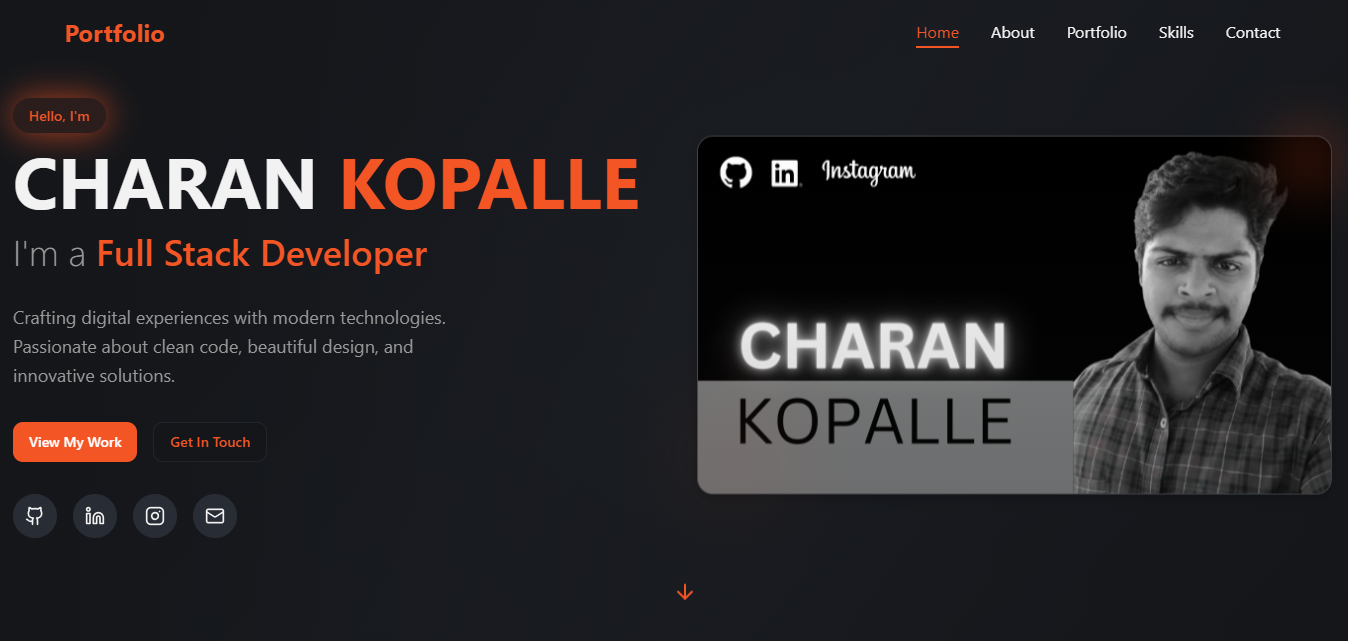 Portfolio
Home About Portfolio Skills Contact
Hello, I'm
CHARAN KOPALLE
I'm a Full Stack Developer
Crafting digital experiences with modern technologies.
Passionate about clean code, beautiful design, and
innovative solutions.
View My Work Get In Touch
in Instagram
CHARAN
KOPALLE